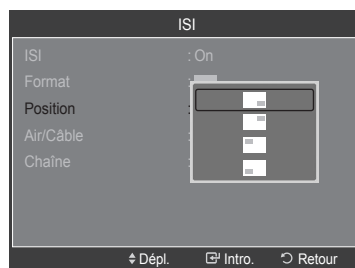 ISI
ISI : On
Format :
Position :
Air/Câble :
Chaîne :
Dépl. Intro. Retour